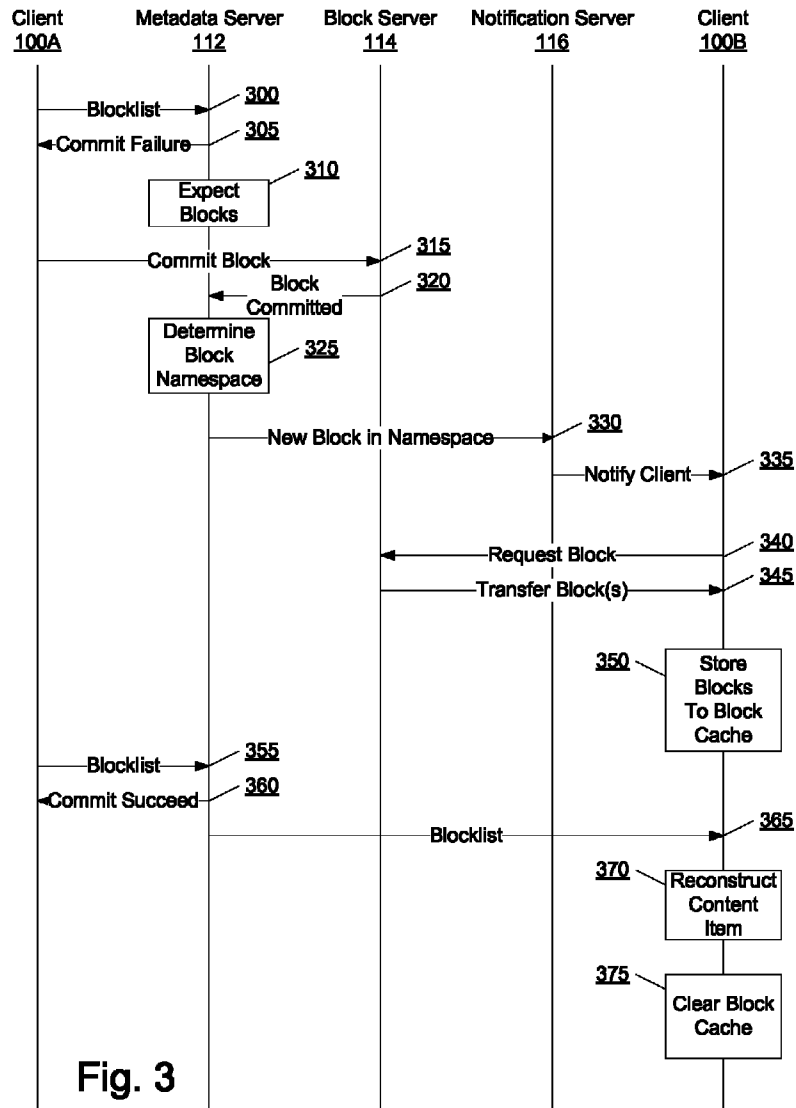 Client
100A
Metadata Server
112
Block Server
114
Notification Server
116
Client
100B
Blocklist
300
Commit Failure
305
Expect
Blocks
310
Commit Block
315
Block
Committed
320
Determine
Block
Namespace
325
New Block in Namespace
330
Notify Client
335
Request Block
340
Transfer Block(s)
345
350
Store
Blocks
To Block
Cache
Blocklist
355
Commit Succeed
360
Blocklist
365
370
Reconstruct
Content
Item
375
Clear Block
Cache
Fig. 3